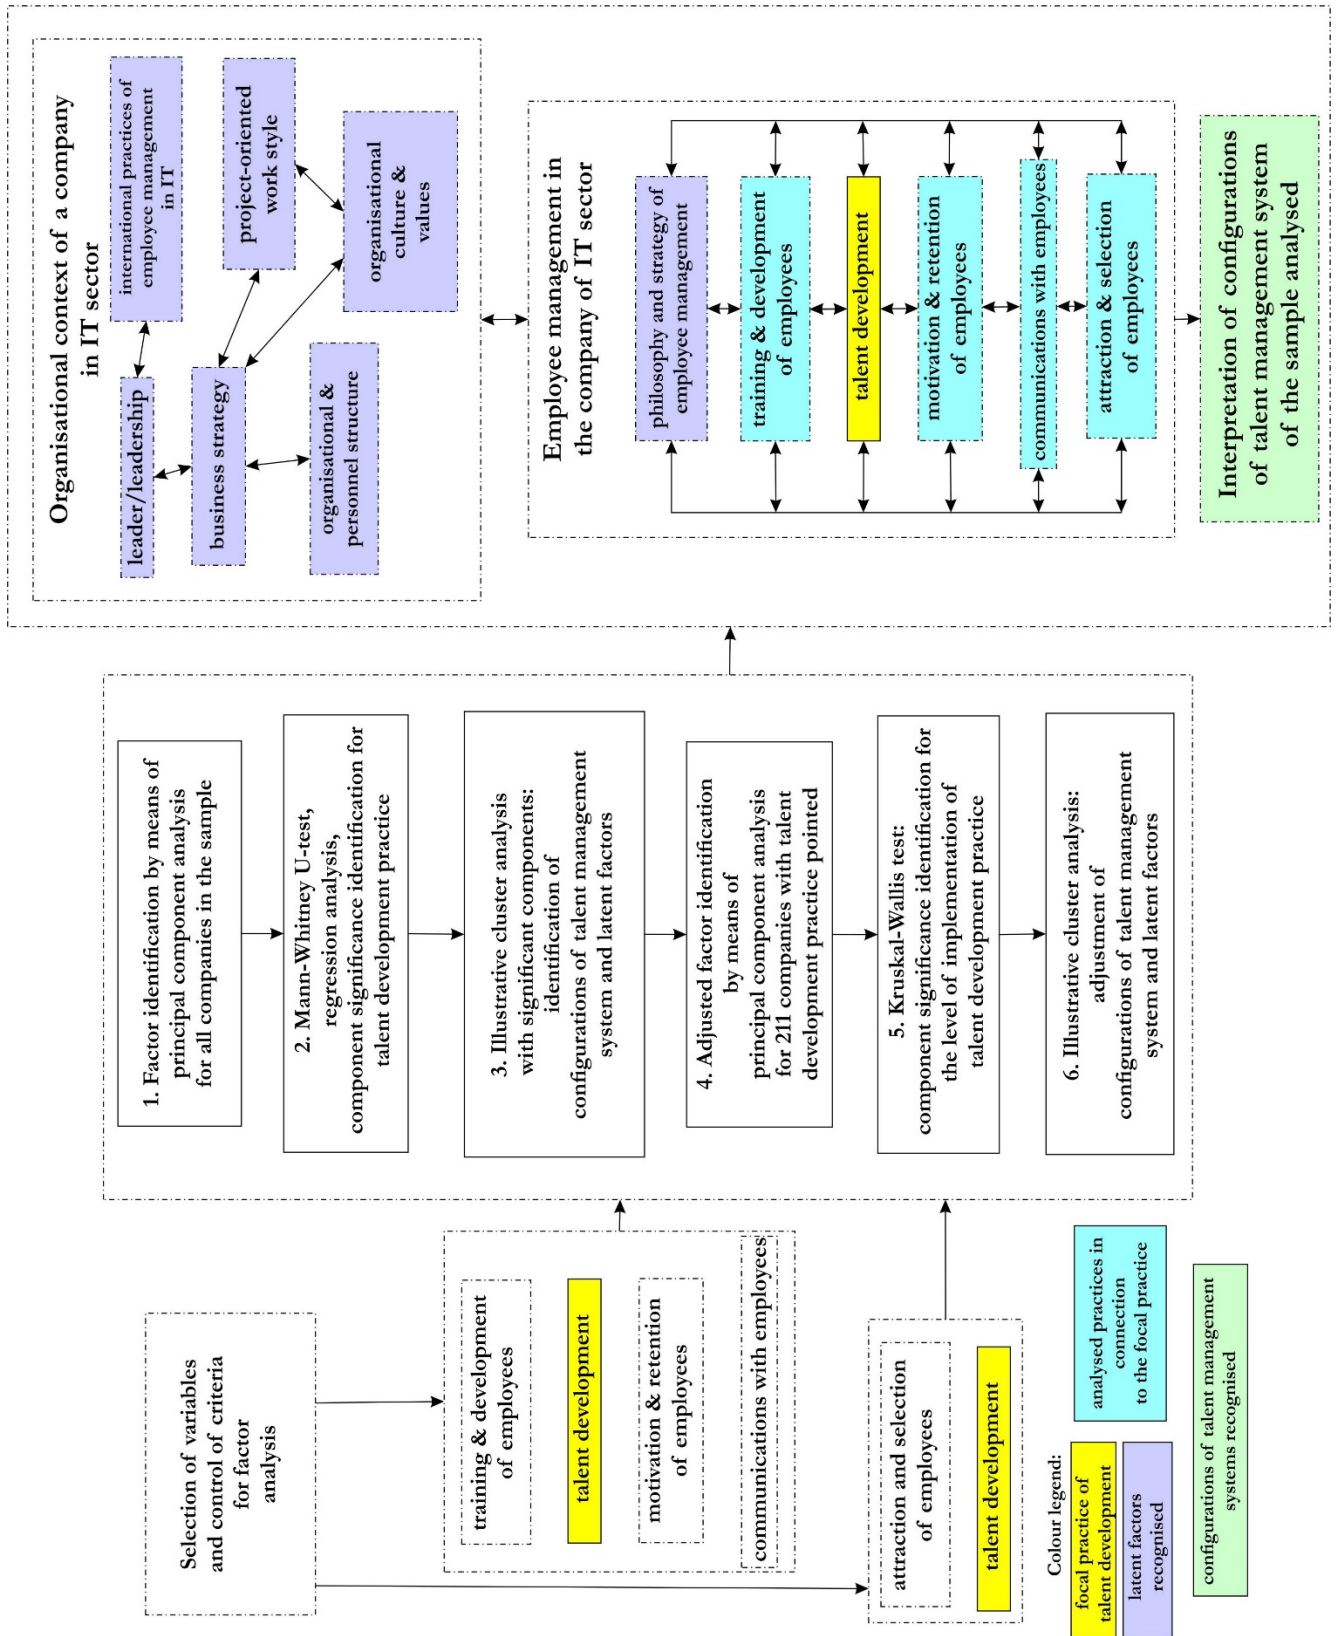 Selection of variables
and control of criteria
for factor
analysis
training & development
of employees
talent development
motivation & retention
of employees
communications with employees
attraction and selection
of employees
talent development
Colour legend:
focal practice of
talent development
latent factors
recognised
analysed practices in
connection
to the focal practice
configurations of talent management
systems recognised
1. Factor identification by means of
principal component analysis
for all companies in the sample
2. Mann-Whitney U-test,
regression analysis,
component significance identification for
talent development practice
3. Illustrative cluster analysis
with significant components:
identification of
configurations of talent management
system and latent factors
4. Adjusted factor identification
by means of
principal component analysis
for 211 companies with talent
development practice pointed
5. Kruskal-Wallis test:
component significance identification for
the level of implementation of
talent development practice
6. Illustrative cluster analysis:
adjustment of
configurations of talent management
system and latent factors
Organisational context of a company
in IT sector
leader/leadership
international practices of
employee management
in IT
business strategy
project-oriented
work style
organisational &
personnel structure
organisational
culture &
values
Employee management in
the company of IT sector
philosophy and strategy of
employee management
training & development
of employees
talent development
motivation & retention
of employees
communications with employees
attraction & selection
of employees
Interpretation of configurations
of talent management system
of the sample analysed